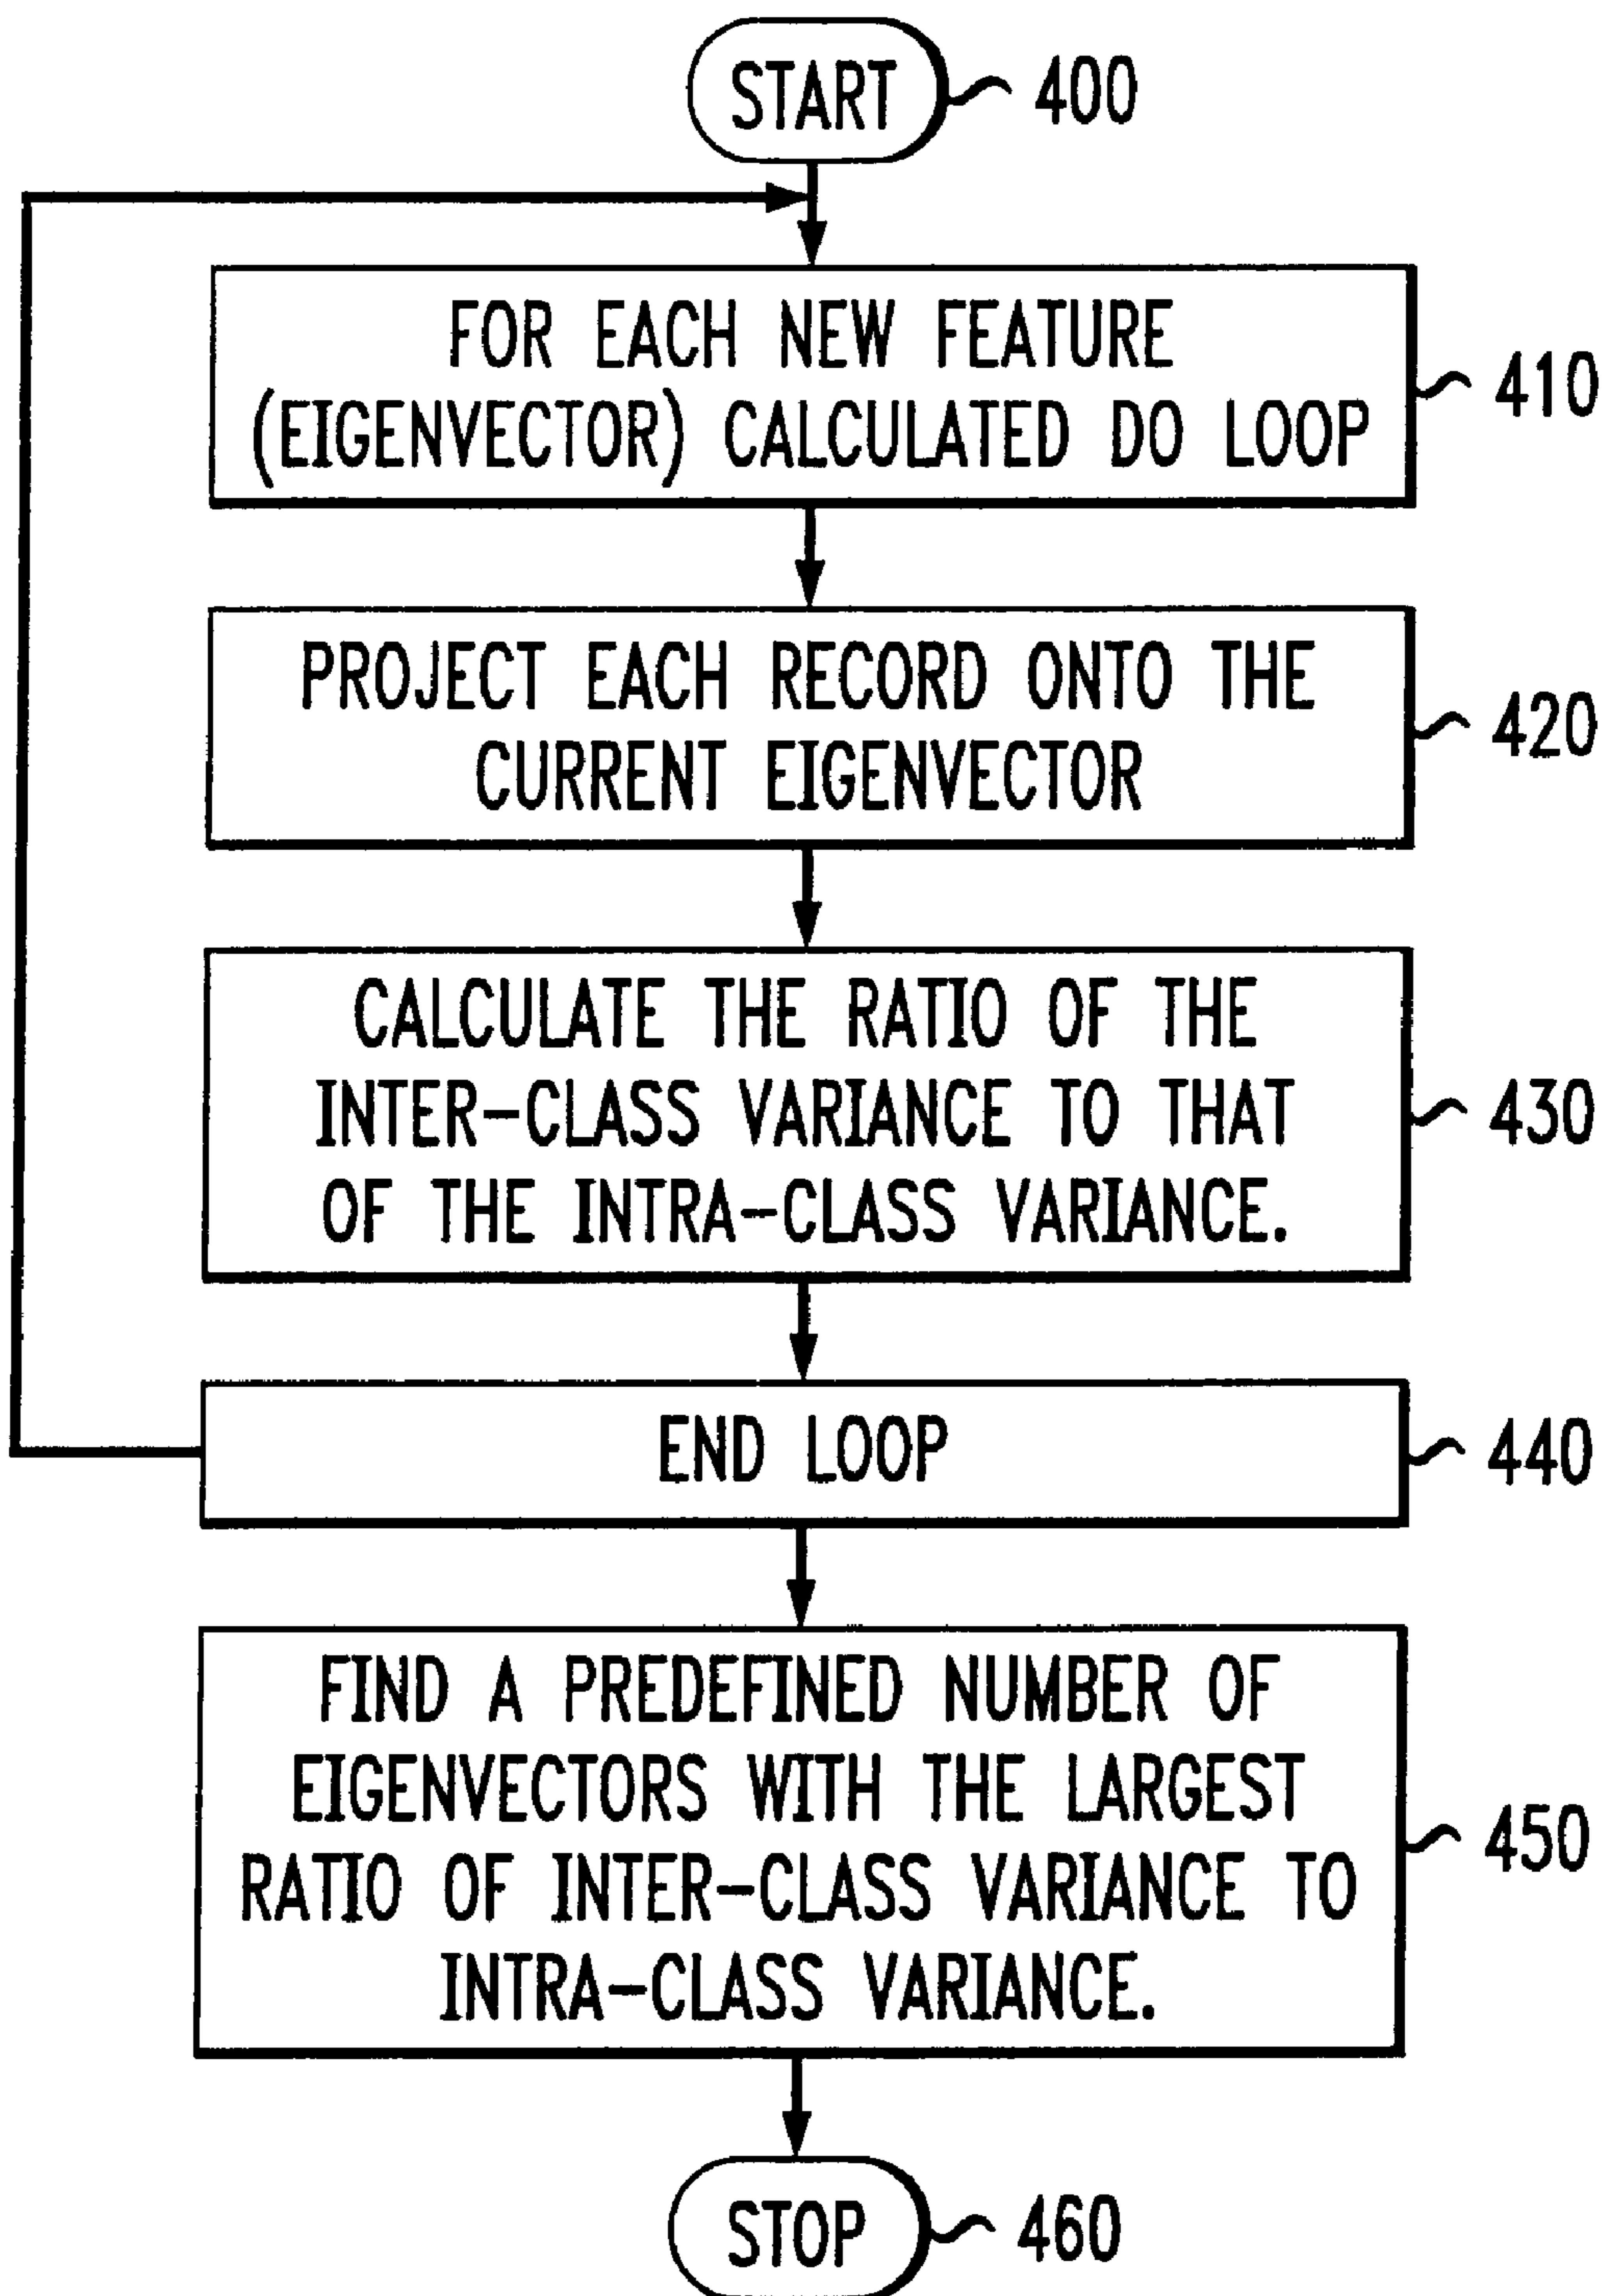 START
400
FOR EACH NEW FEATURE
(EIGENVECTOR) CALCULATED DO LOOP
410
PROJECT EACH RECORD ONTO THE
CURRENT EIGENVECTOR
420
CALCULATE THE RATIO OF THE
INTER-CLASS VARIANCE TO THAT
OF THE INTRA-CLASS VARIANCE.
430
END LOOP
440
FIND A PREDEFINED NUMBER OF
EIGENVECTORS WITH THE LARGEST
RATIO OF INTER-CLASS VARIANCE TO
INTRA-CLASS VARIANCE.
450
STOP
460